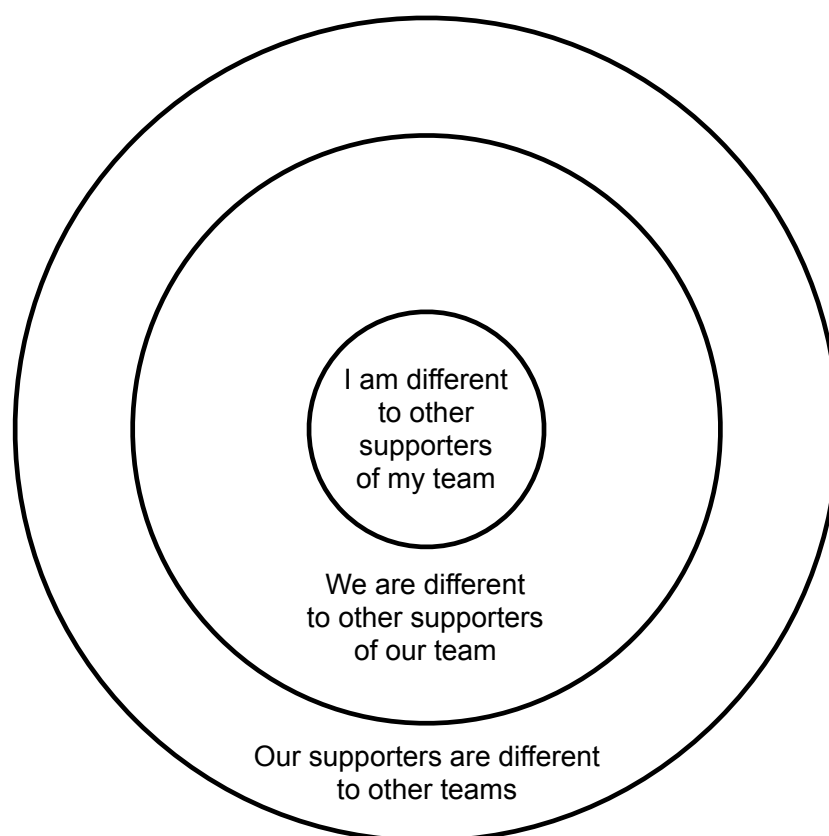 I am different
to other
supporters
of my team
We are different
to other supporters
of our team
Our supporters are different
to other teams